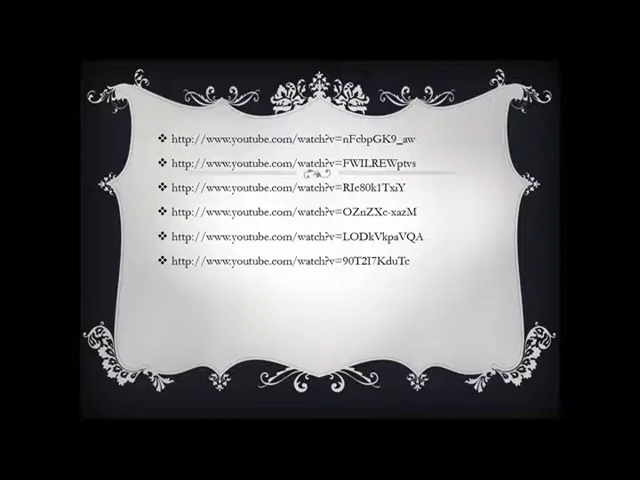 http://www.youtube.com/watch?v=nFcbpGK9_aw
http://www.youtube.com/watch?v=FWILREWptvs
http://www.youtube.com/watch?v=RIe80k1TxiY
http://www.youtube.com/watch?v=OZnZXc-xazM
http://www.youtube.com/watch?v=LODkVkpaVQA
http://www.youtube.com/watch?v=90T2I7KduTc